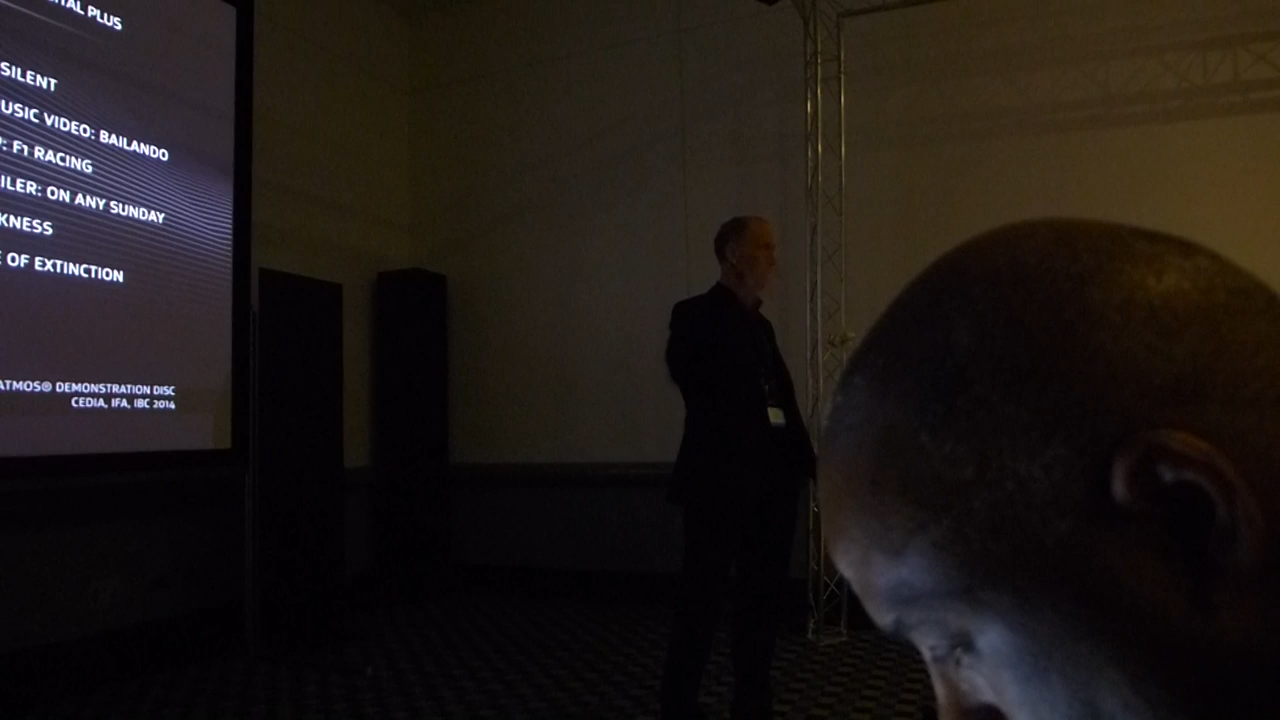 ITAL PLUS
SILENT
USIC VIDEO: BAILANDO
: F1 RACING
ILER: ON ANY SUNDAY
KNESS
E OF EXTINCTION
ATMOS® DEMONSTRATION DISC
CEDIA, IFA, IBC 2014